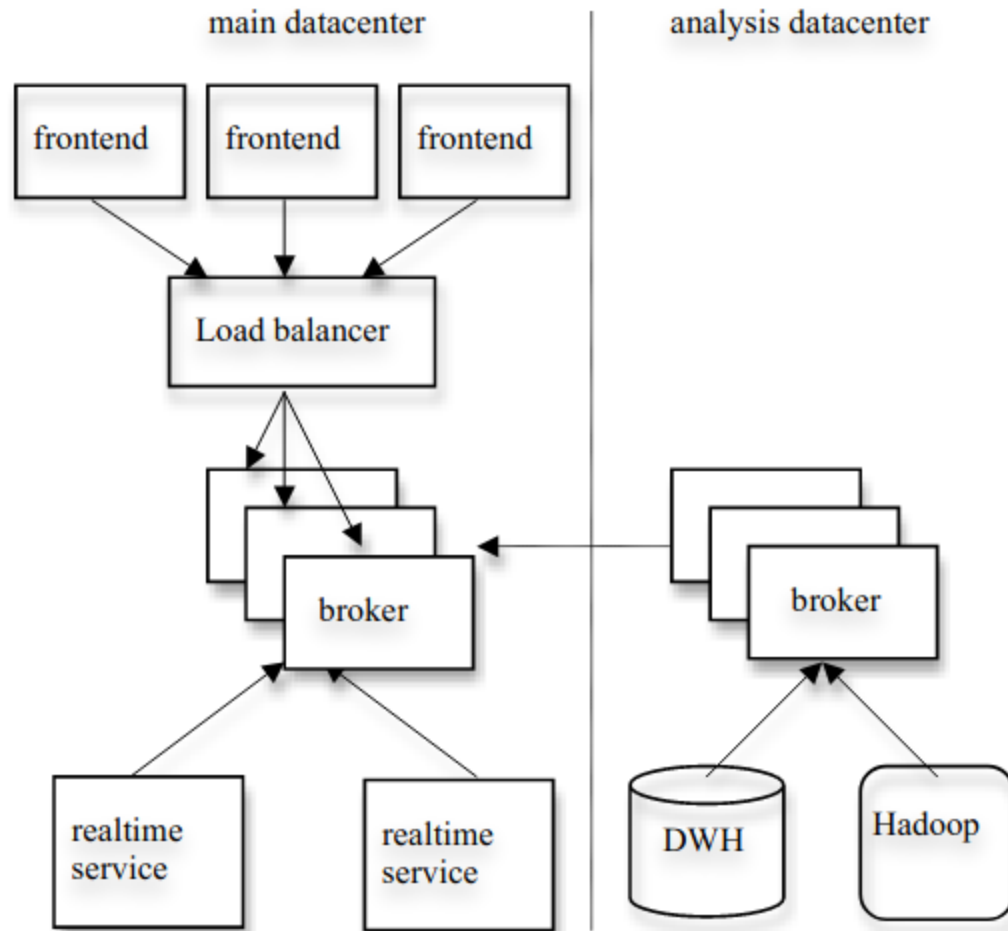 main datacenter
analysis datacenter
frontend
frontend
frontend
Load balancer
broker
broker
realtime
service
realtime
service
DWH
Hadoop